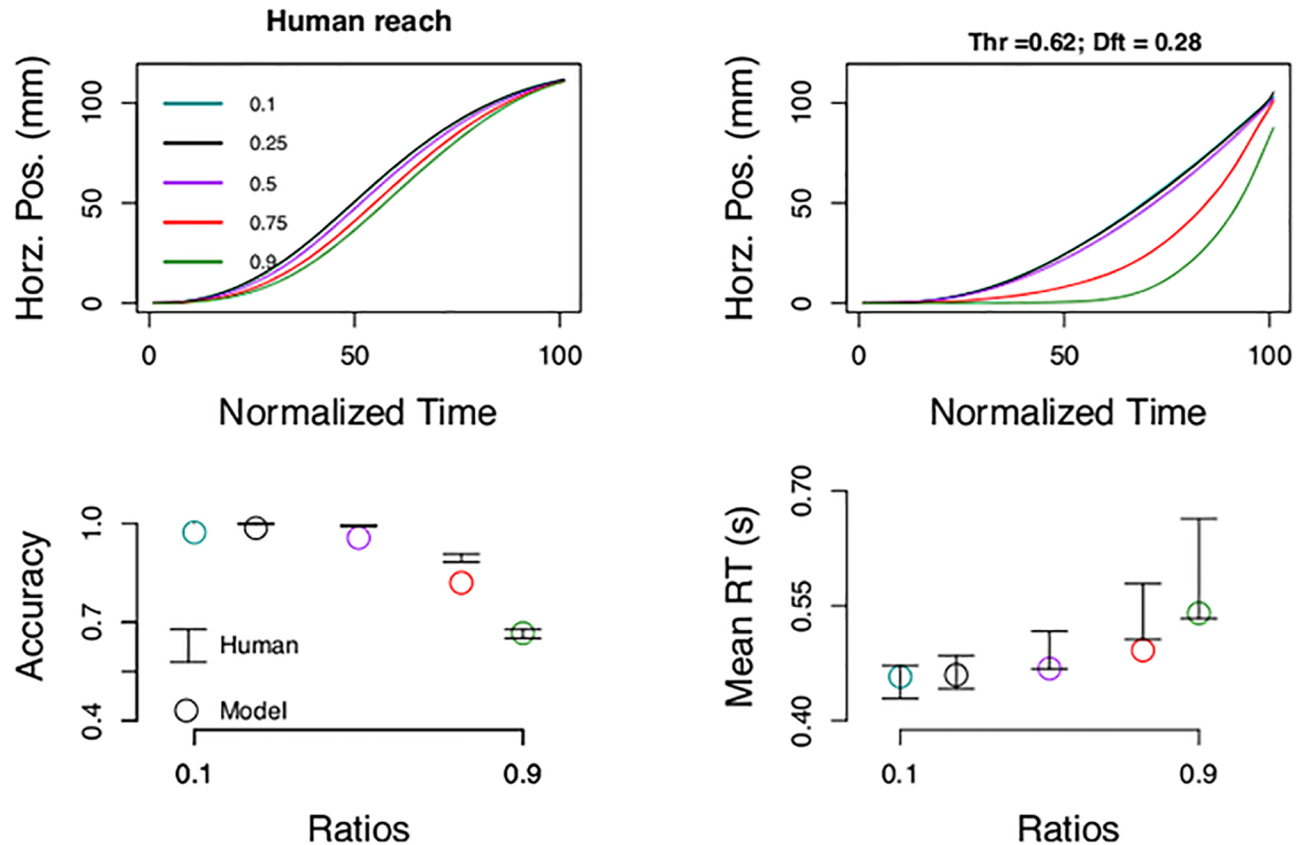 Human reach
Horz. Pos. (mm)
100
50
0
0.1
0.25
0.5
0.75
0.9
0 50 100
Normalized Time
Thr =0.62; Dft = 0.28
Horz. Pos. (mm)
100
50
0
0 50 100
Normalized Time
Accuracy
1.0
0.7
0.4
Human
Model
0.1 0.9
Ratios
Mean RT (s)
0.70
0.55
0.40
0.1 0.9
Ratios